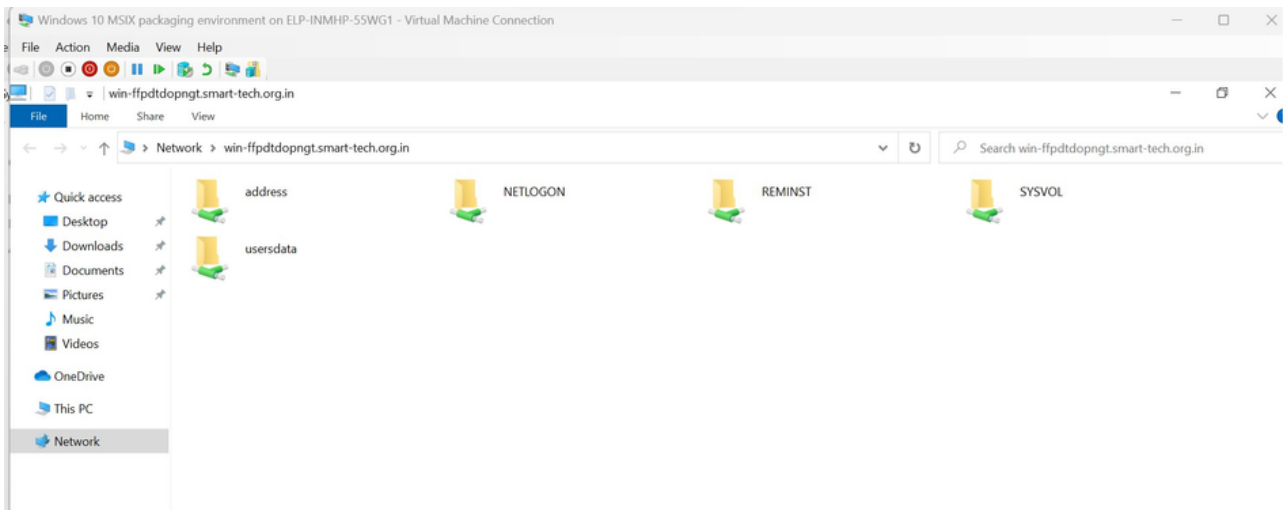 Windows 10 MSIX packaging environment on ELP-INMHP-55WG1 - Virtual Machine Connection
File Action Media View Help
win-ffpdtdopngt.smart-tech.org.in
File Home Share View
Network > win-ffpdtdopngt.smart-tech.org.in
Search win-ffpdtdopngt.smart-tech.org.in
Quick access
Desktop
Downloads
Documents
Pictures
Music
Videos
OneDrive
This PC
Network
address NETLOGON REMINST SYSVOL
usersdata